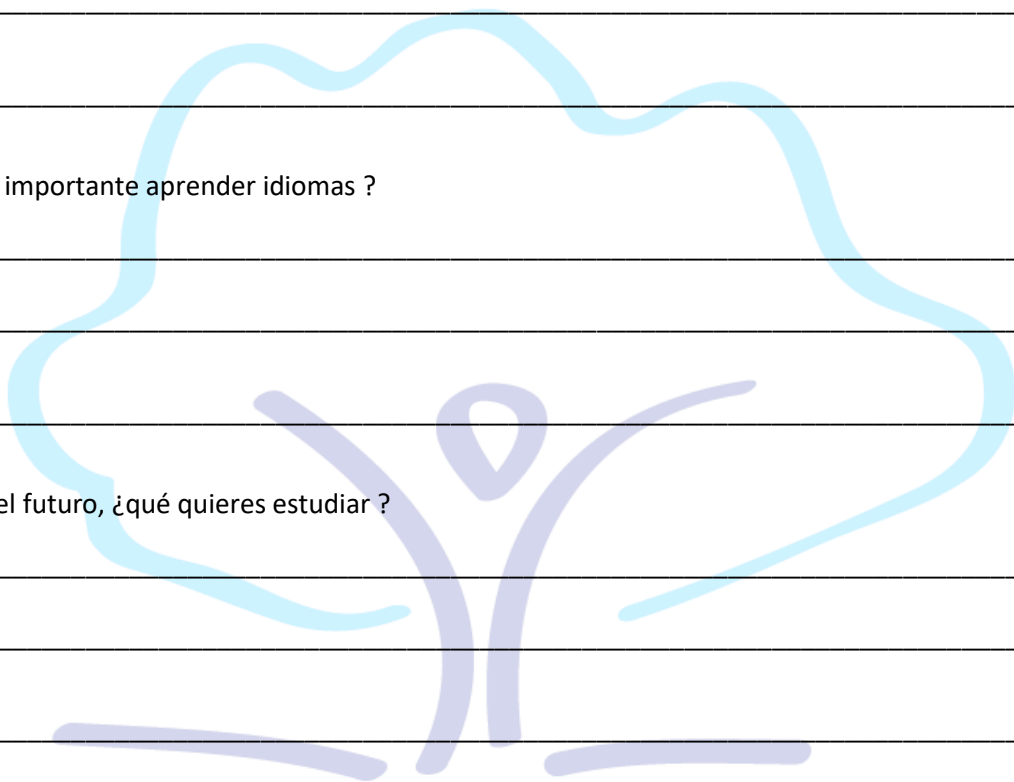 importante aprender idiomas ?
el futuro, ¿qué quieres estudiar ?